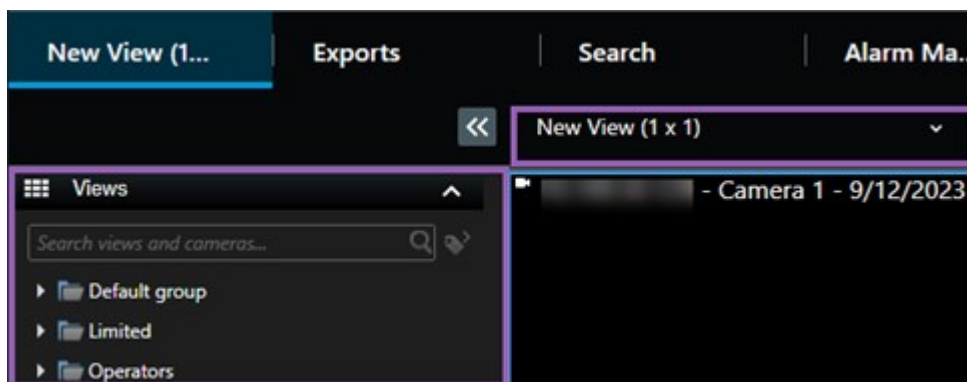 New View (1...
Exports
Search
Alarm Ma..
New View (1 x 1)
Views
- Camera 1 - 9/12/2023
Search views and cameras...
Default group
Limited
Operators